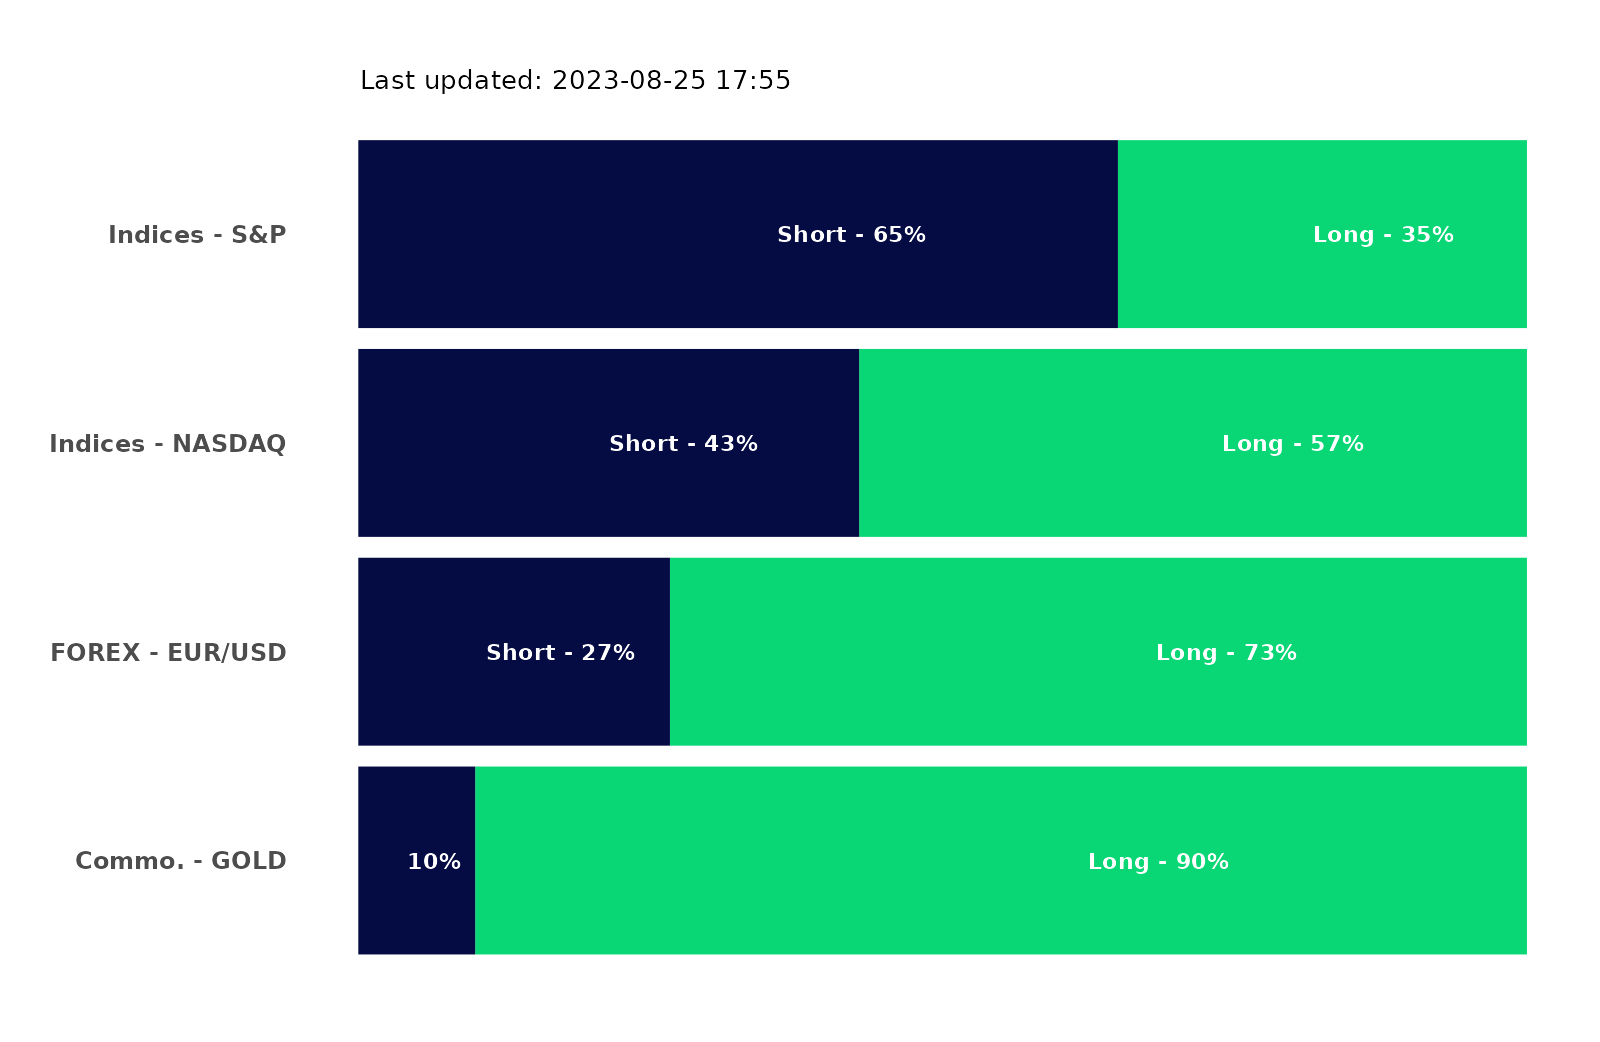 Last updated: 2023-08-25 17:55
Indices - S&P
Short - 65%
Long - 35%
Indices - NASDAQ
Short - 43%
Long - 57%
FOREX - EUR/USD
Short - 27%
Long - 73%
Commo. - GOLD
10%
Long - 90%